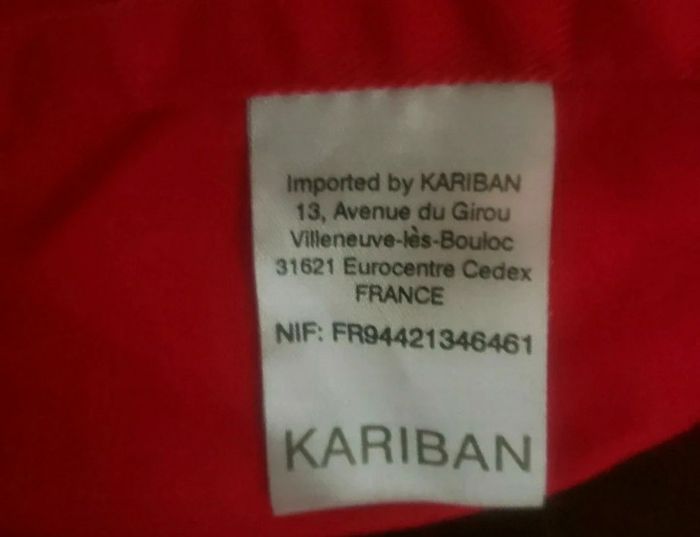 Imported by KARIBAN
13, Avenue du Girou
Villeneuve-lès-Bouloc
31621 Eurocentre Cedex
FRANCE
NIF: FR94421346461
KARIBAN